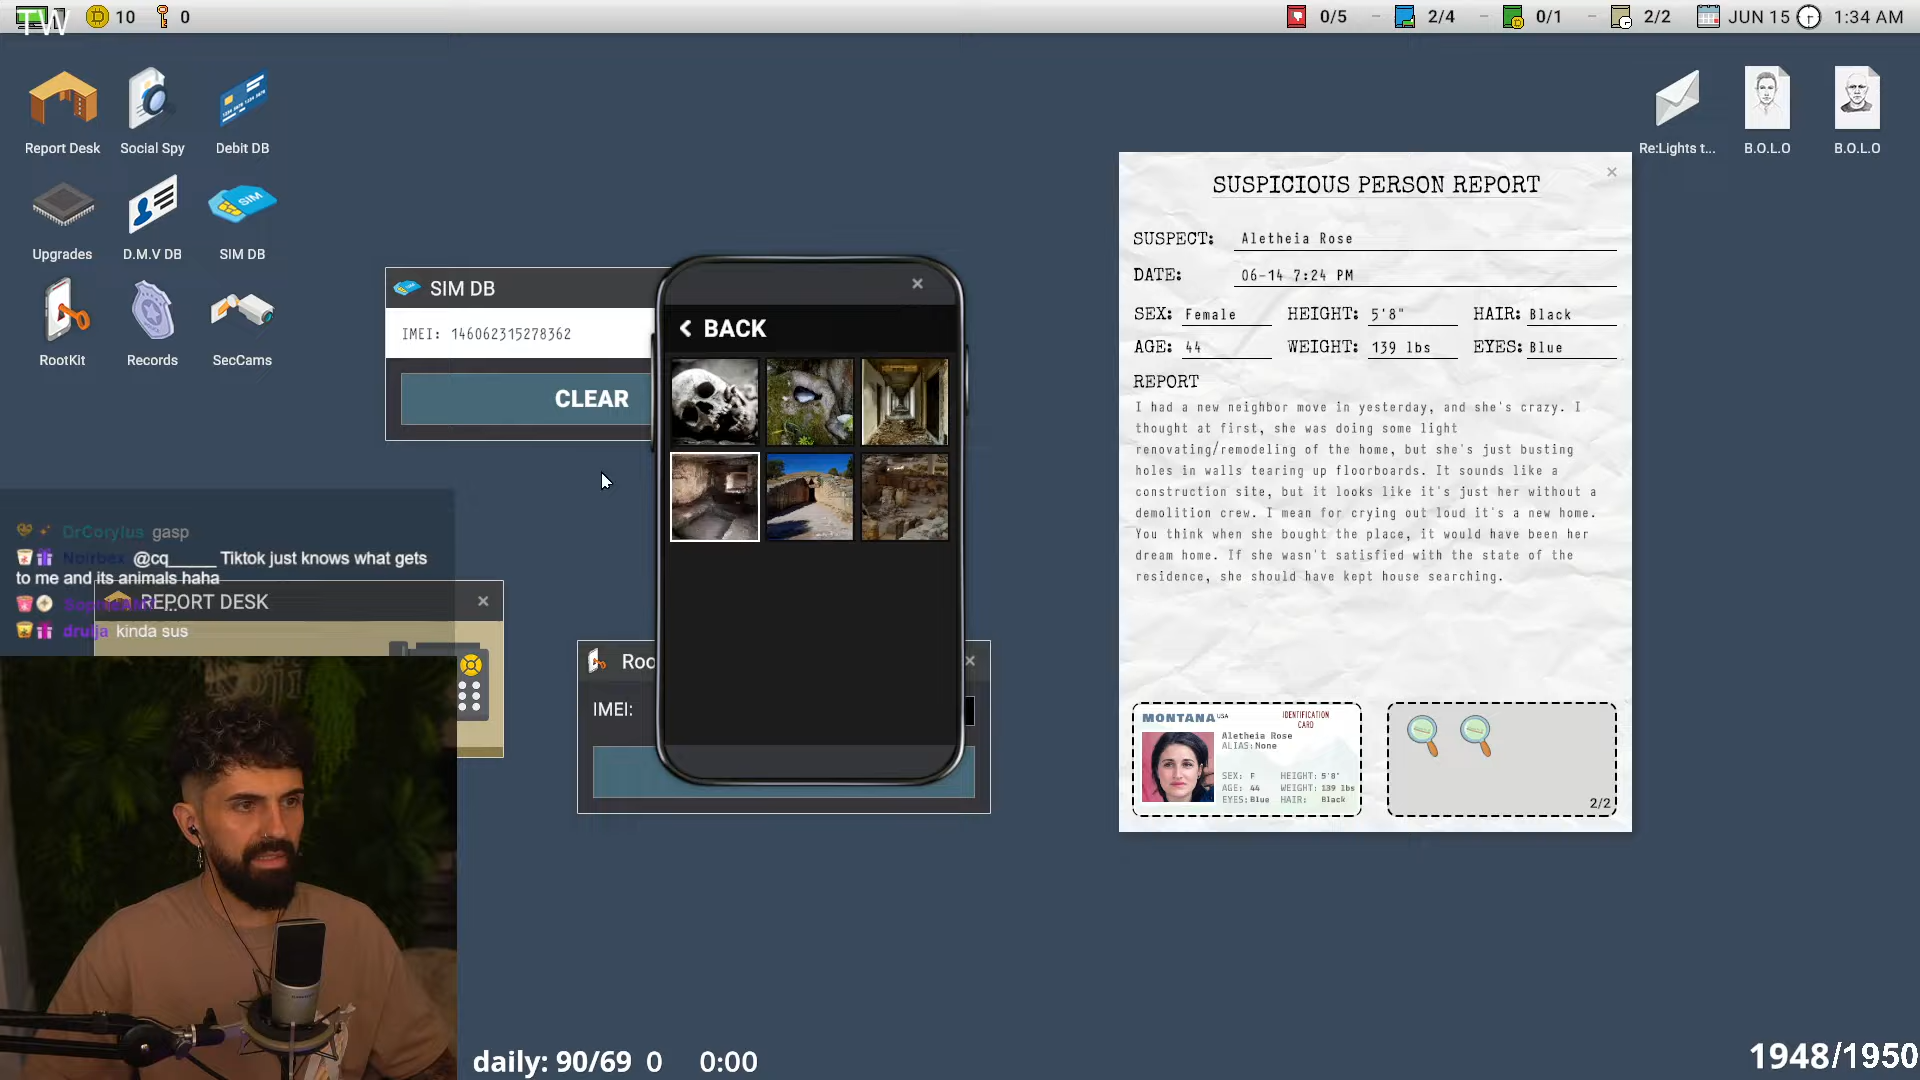 TW
10
0
0/5
2/4
0/1
2/2
JUN 15
1:34 AM
Report Desk
Social Spy
Debit DB
Upgrades
D.M.V DB
SIM DB
RootKit
Records
SecCams
Re:Lights t...
B.O.L.O
B.O.L.O
SIM DB
IMEI: 146062315278362
CLEAR
BACK
DrCorylus gasp
Noirbex @cq_____ Tiktok just knows what gets
to me and its animals haha
...
drulja kinda sus
REPORT DESK
Roo
IMEI:
SUSPICIOUS PERSON REPORT
SUSPECT: Aletheia Rose
DATE: 06-14 7:24 PM
SEX: Female HEIGHT: 5'8" HAIR: Black
AGE: 44 WEIGHT: 139 lbs EYES: Blue
REPORT
I had a new neighbor move in yesterday, and she's crazy. I
thought at first, she was doing some light
renovating/remodeling of the home, but she's just busting
holes in walls tearing up floorboards. It sounds like a
construction site, but it looks like it's just her without a
demolition crew. I mean for crying out loud it's a new home.
You think when she bought the place, it would have been her
dream home. If she wasn't satisfied with the state of the
residence, she should have kept house searching.
MONTANA USA IDENTIFICATION
CARD
Aletheia Rose
ALIAS: None
SEX: F HEIGHT: 5'8"
AGE: 44 WEIGHT: 139 lbs
EYES: Blue HAIR: Black
2/2
daily: 90/69 0 0:00
1948/1950